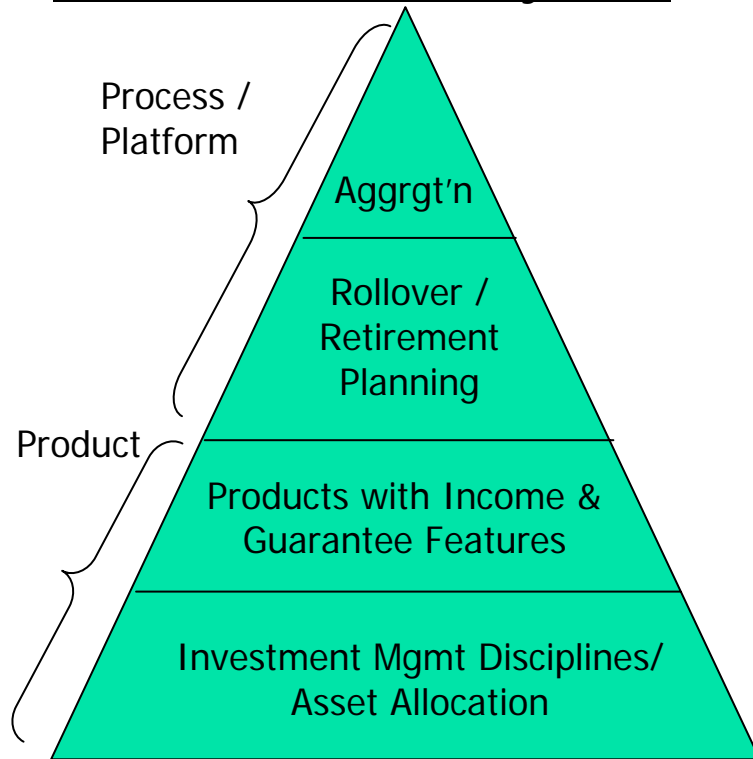 Process /
Platform
Aggrgt'n
Rollover /
Retirement
Planning
Product
Products with Income &
Guarantee Features
Investment Mgmt Disciplines/
Asset Allocation